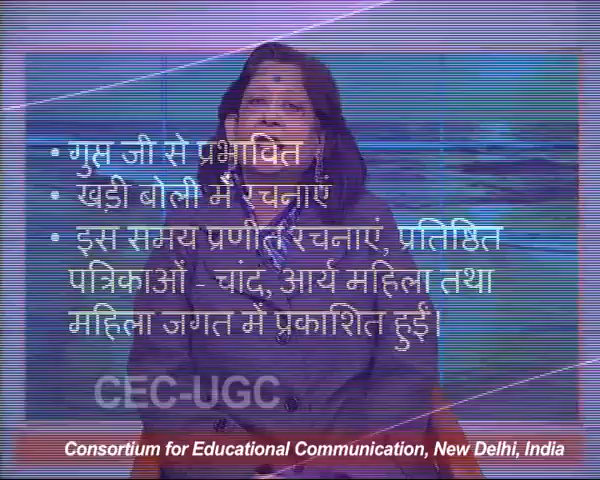 • गुप्त जी से प्रभावित
• खड़ी बोली में रचनाएं
• इस समय प्रणीत रचनाएं, प्रतिष्ठित
पत्रिकाओं - चांद, आर्य महिला तथा
महिला जगत में प्रकाशित हुईं।
CEC-UGC
Consortium for Educational Communication, New Delhi, India